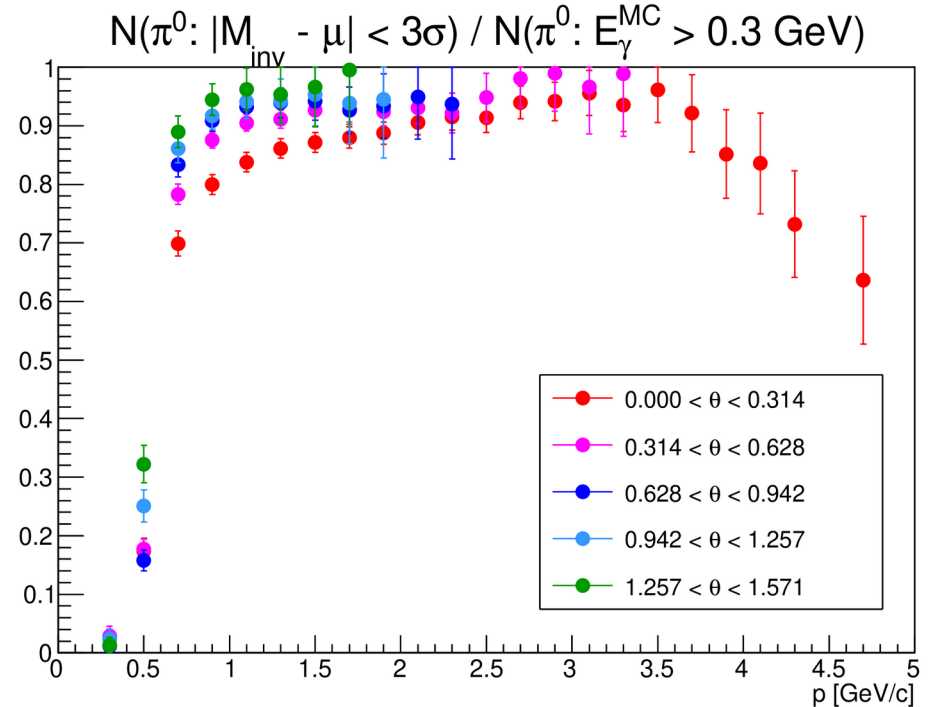 N(π⁰: |M_inv - μ| < 3σ) / N(π⁰: E_γ^MC > 0.3 GeV)
1
0.9
0.8
0.7
0.6
0.5
0.4
0.3
0.2
0.1
0
0.000 < θ < 0.314
0.314 < θ < 0.628
0.628 < θ < 0.942
0.942 < θ < 1.257
1.257 < θ < 1.571
0 0.5 1 1.5 2 2.5 3 3.5 4 4.5 5
p [GeV/c]